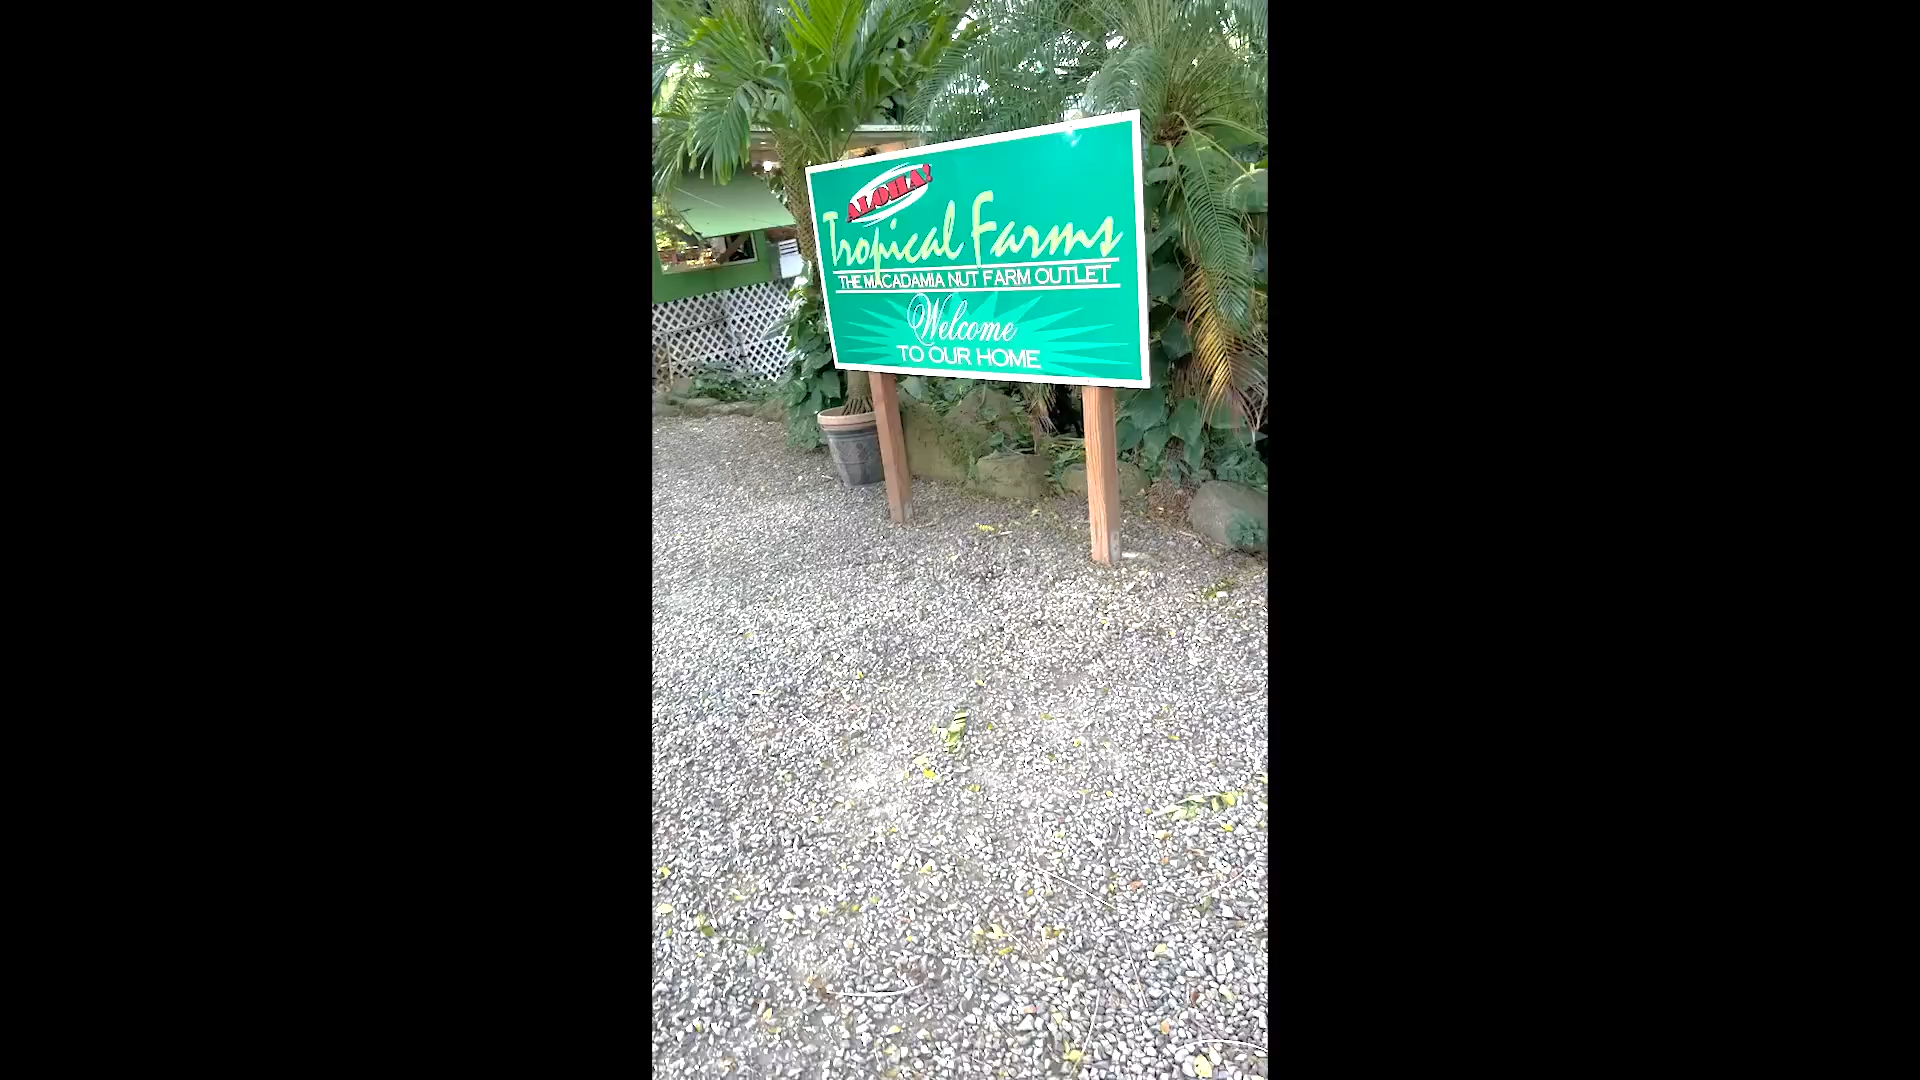 ALOHA!
Tropical Farms
THE MACADAMIA NUT FARM OUTLET
Welcome
TO OUR HOME